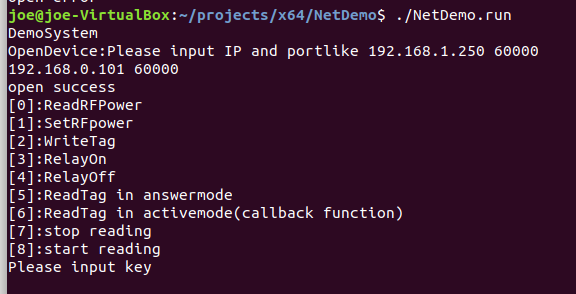 open error
joe@joe-VirtualBox:~/projects/x64/NetDemo$ ./NetDemo.run
DemoSystem
OpenDevice:Please input IP and portlike 192.168.1.250 60000
192.168.0.101 60000
open success
[0]:ReadRFPower
[1]:SetRFpower
[2]:WriteTag
[3]:RelayOn
[4]:RelayOff
[5]:ReadTag in answermode
[6]:ReadTag in activemode(callback function)
[7]:stop reading
[8]:start reading
Please input key